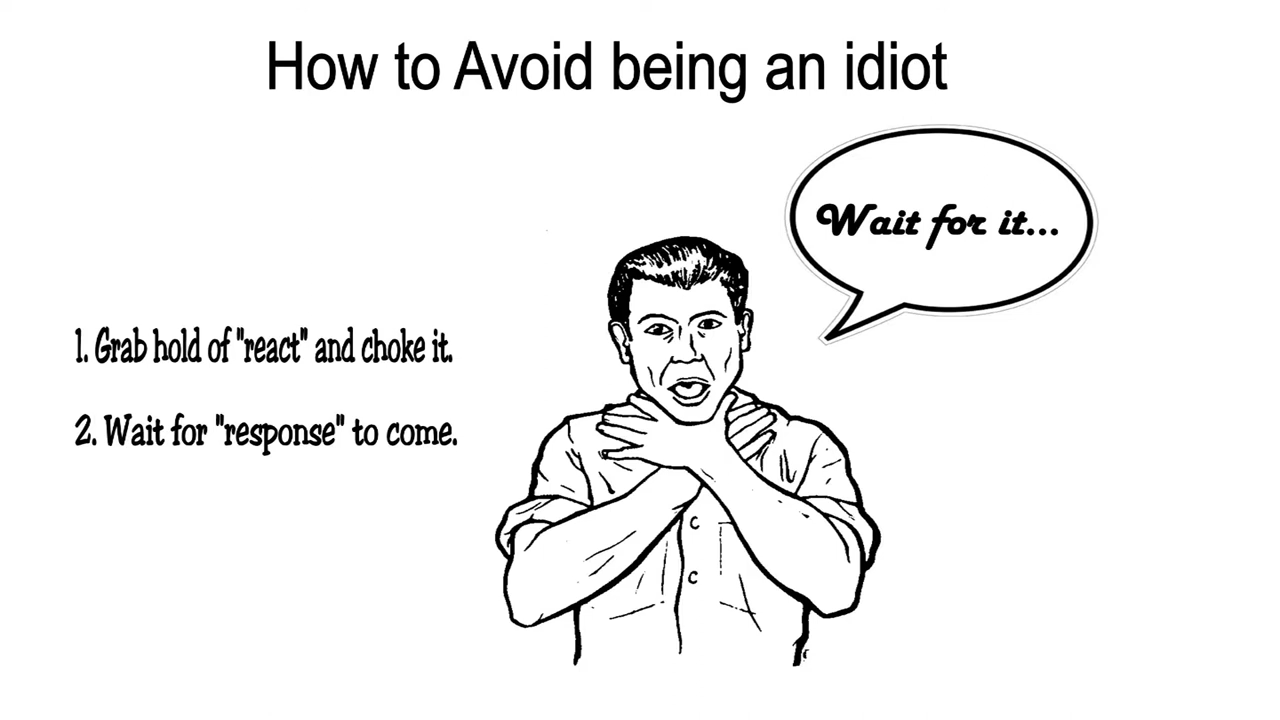 How to Avoid being an idiot
Wait for it...
1. Grab hold of "react" and choke it.
2. Wait for "response" to come.